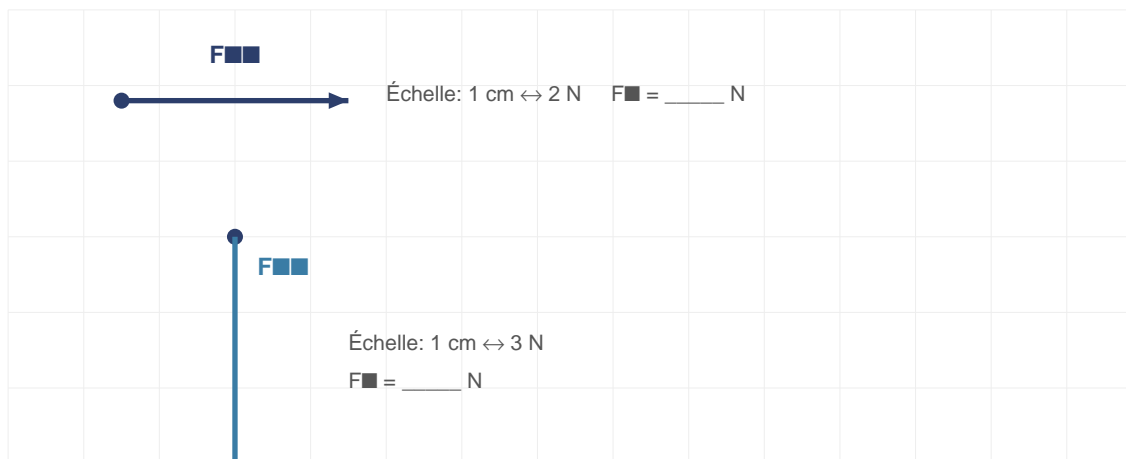 F■■
Échelle: 1 cm ↔ 2 N F■ = _____ N
F■■
Échelle: 1 cm ↔ 3 N
F■ = _____ N